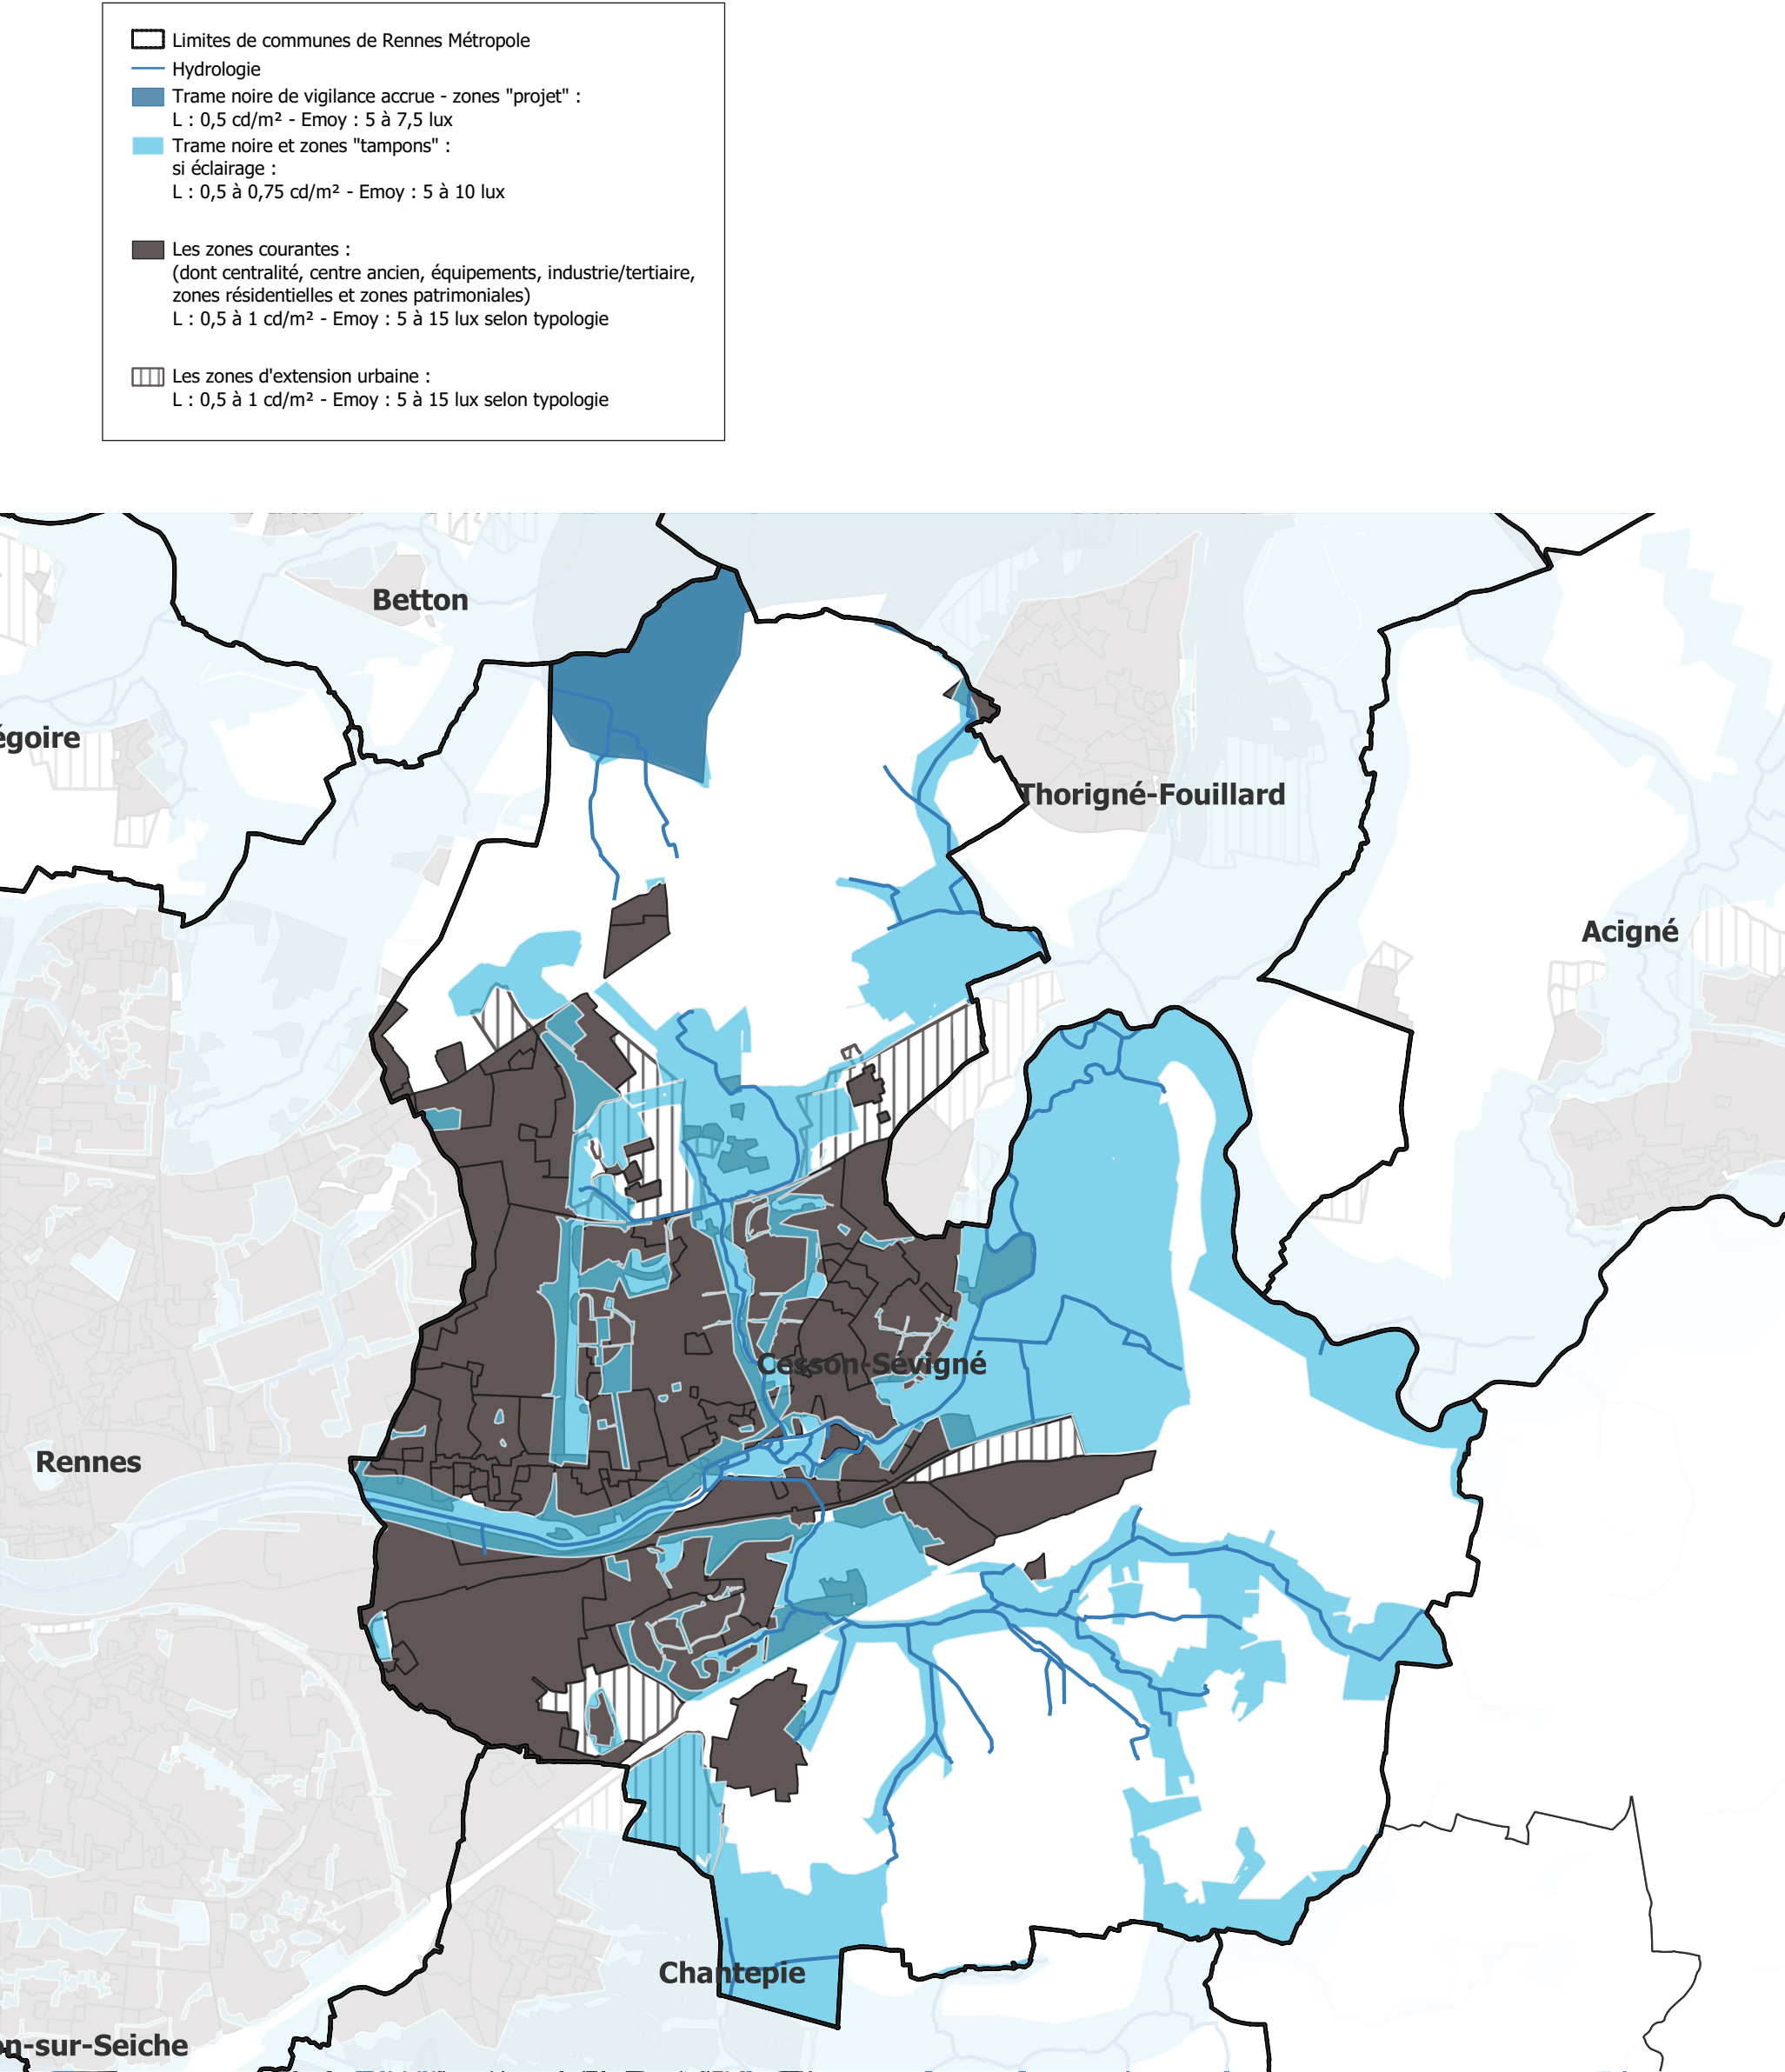 Limites de communes de Rennes Métropole
Hydrologie
Trame noire de vigilance accrue - zones "projet" :
L : 0,5 cd/m² - Emoy : 5 à 7,5 lux
Trame noire et zones "tampons" :
si éclairage :
L : 0,5 à 0,75 cd/m² - Emoy : 5 à 10 lux
Les zones courantes :
(dont centralité, centre ancien, équipements, industrie/tertiaire,
zones résidentielles et zones patrimoniales)
L : 0,5 à 1 cd/m² - Emoy : 5 à 15 lux selon typologie
Les zones d'extension urbaine :
L : 0,5 à 1 cd/m² - Emoy : 5 à 15 lux selon typologie
Betton
égoire
Thorigné-Fouillard
Acigné
Cesson-Sévigné
Rennes
Chantepie
on-sur-Seiche